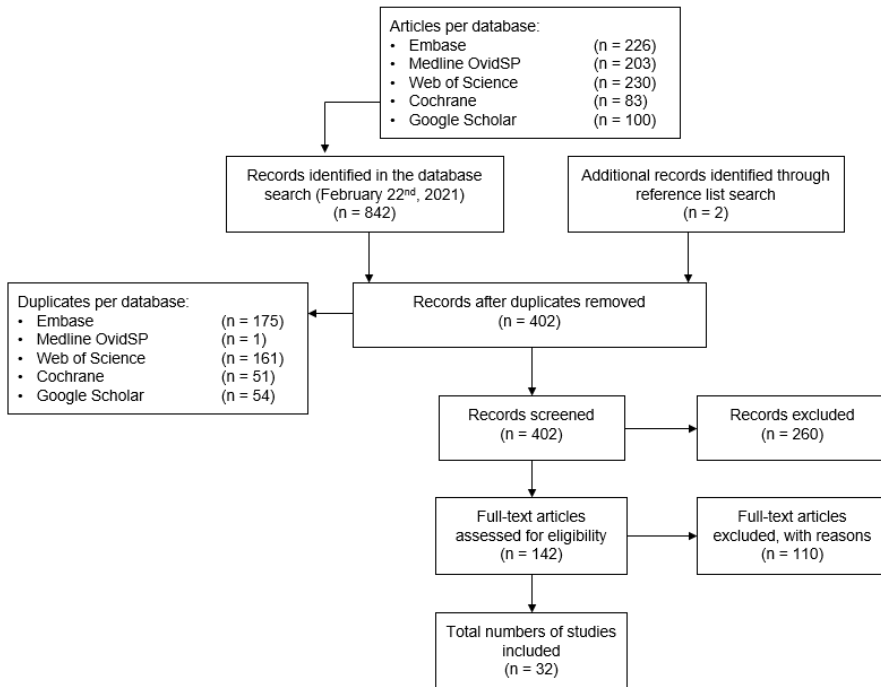 Articles per database:
• Embase (n = 226)
• Medline OvidSP (n = 203)
• Web of Science (n = 230)
• Cochrane (n = 83)
• Google Scholar (n = 100)
Records identified in the database
search (February 22nd, 2021)
(n = 842)
Additional records identified through
reference list search
(n = 2)
Duplicates per database:
• Embase (n = 175)
• Medline OvidSP (n = 1)
• Web of Science (n = 161)
• Cochrane (n = 51)
• Google Scholar (n = 54)
Records after duplicates removed
(n = 402)
Records screened
(n = 402)
Records excluded
(n = 260)
Full-text articles
assessed for eligibility
(n = 142)
Full-text articles
excluded, with reasons
(n = 110)
Total numbers of studies
included
(n = 32)